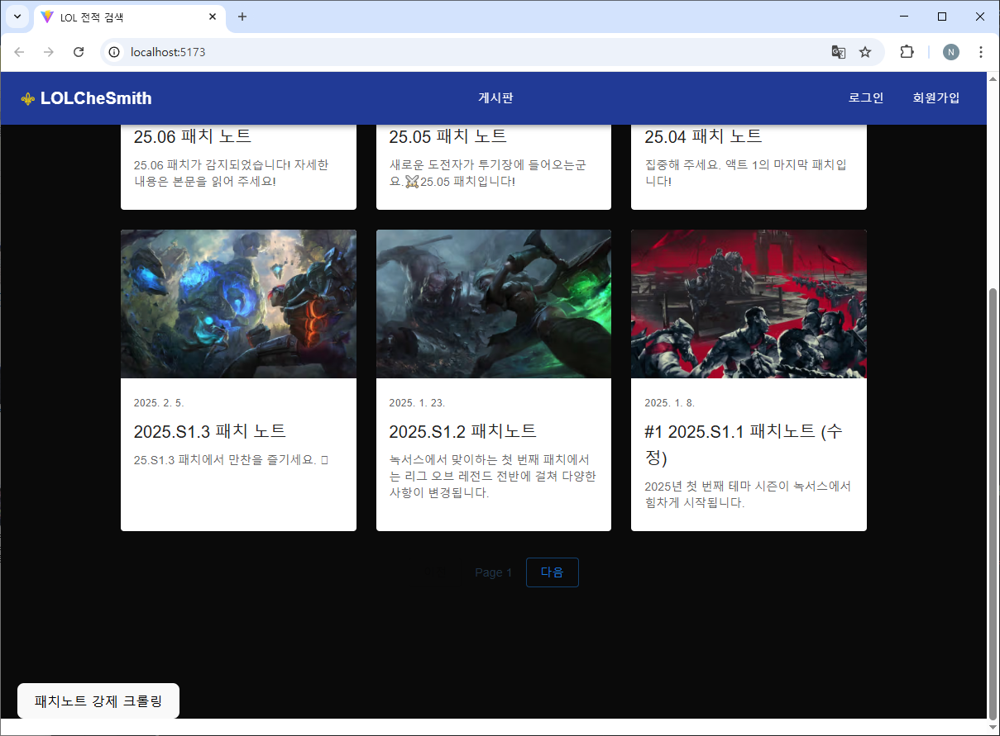 LOL 전적 검색
localhost:5173
N
LOLCheSmith
게시판
로그인
회원가입
25.06 패치 노트
25.06 패치가 감지되었습니다! 자세한
내용은 본문을 읽어 주세요!
25.05 패치 노트
새로운 도전자가 투기장에 들어오는군
요.⚔️25.05 패치입니다!
25.04 패치 노트
집중해 주세요. 액트 1의 마지막 패치입
니다!
2025. 2. 5.
2025.S1.3 패치 노트
25.S1.3 패치에서 만찬을 즐기세요.
2025. 1. 23.
2025.S1.2 패치노트
녹서스에서 맞이하는 첫 번째 패치에서
는 리그 오브 레전드 전반에 걸쳐 다양한
사항이 변경됩니다.
2025. 1. 8.
#1 2025.S1.1 패치노트 (수
정)
2025년 첫 번째 테마 시즌이 녹서스에서
힘차게 시작됩니다.
Page 1
다음
패치노트 강제 크롤링